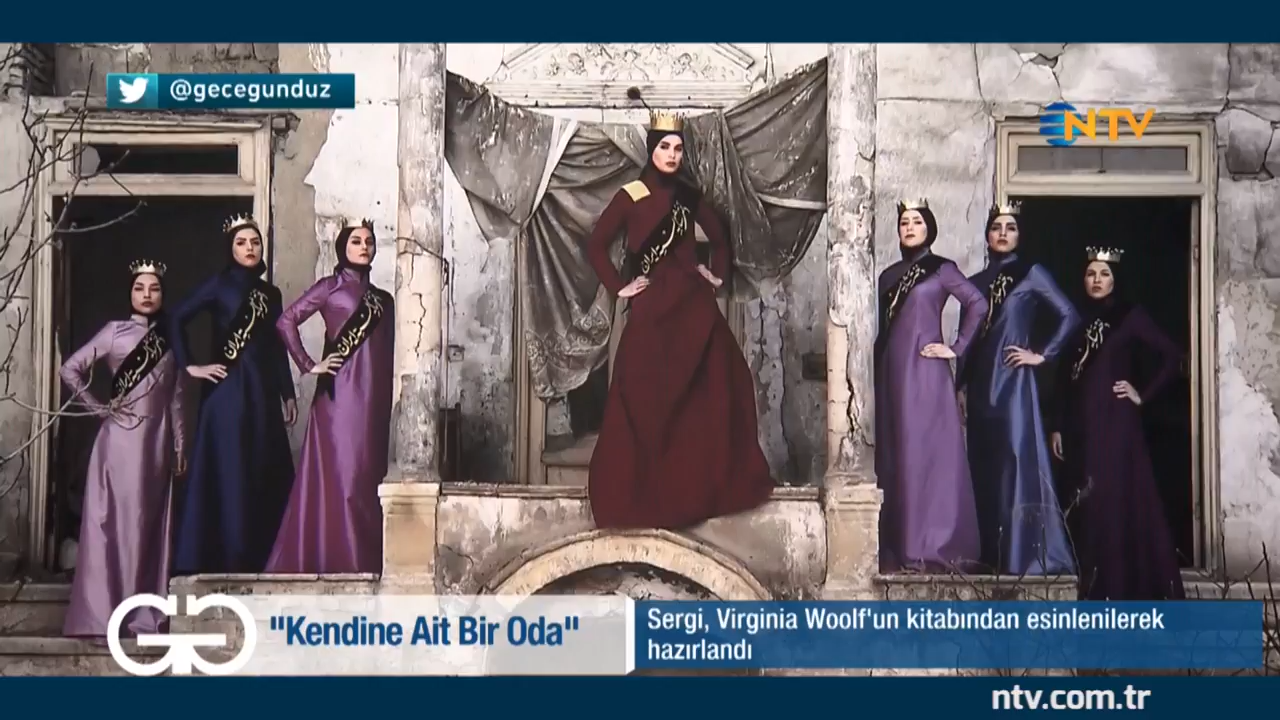 @gecegunduz
NTV
"Kendine Ait Bir Oda"
Sergi, Virginia Woolf'un kitabından esinlenilerek
hazırlandı
ntv.com.tr